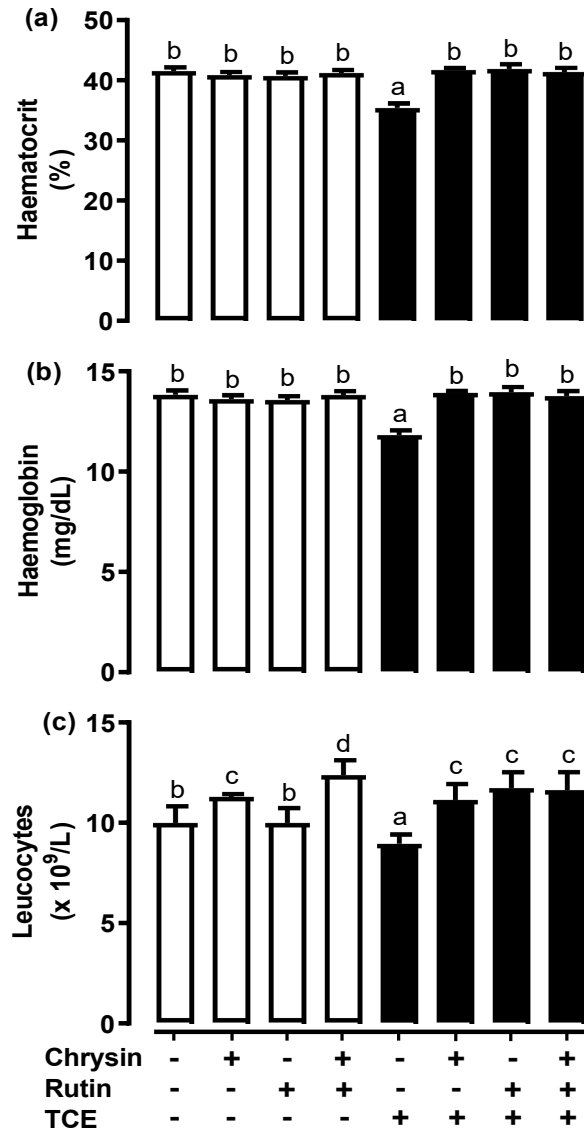 (a)
50
40
30
20
10
0
Haematocrit
(%)
b b b b a b b b
(b)
15
10
5
0
Haemoglobin
(mg/dL)
b b b b a b b b
(c)
15
10
5
0
Leucocytes
(x 10⁹/L)
b c b d a c c c
Chrysin - + - + - + - +
Rutin - - + + - - + +
TCE - - - - + + + +